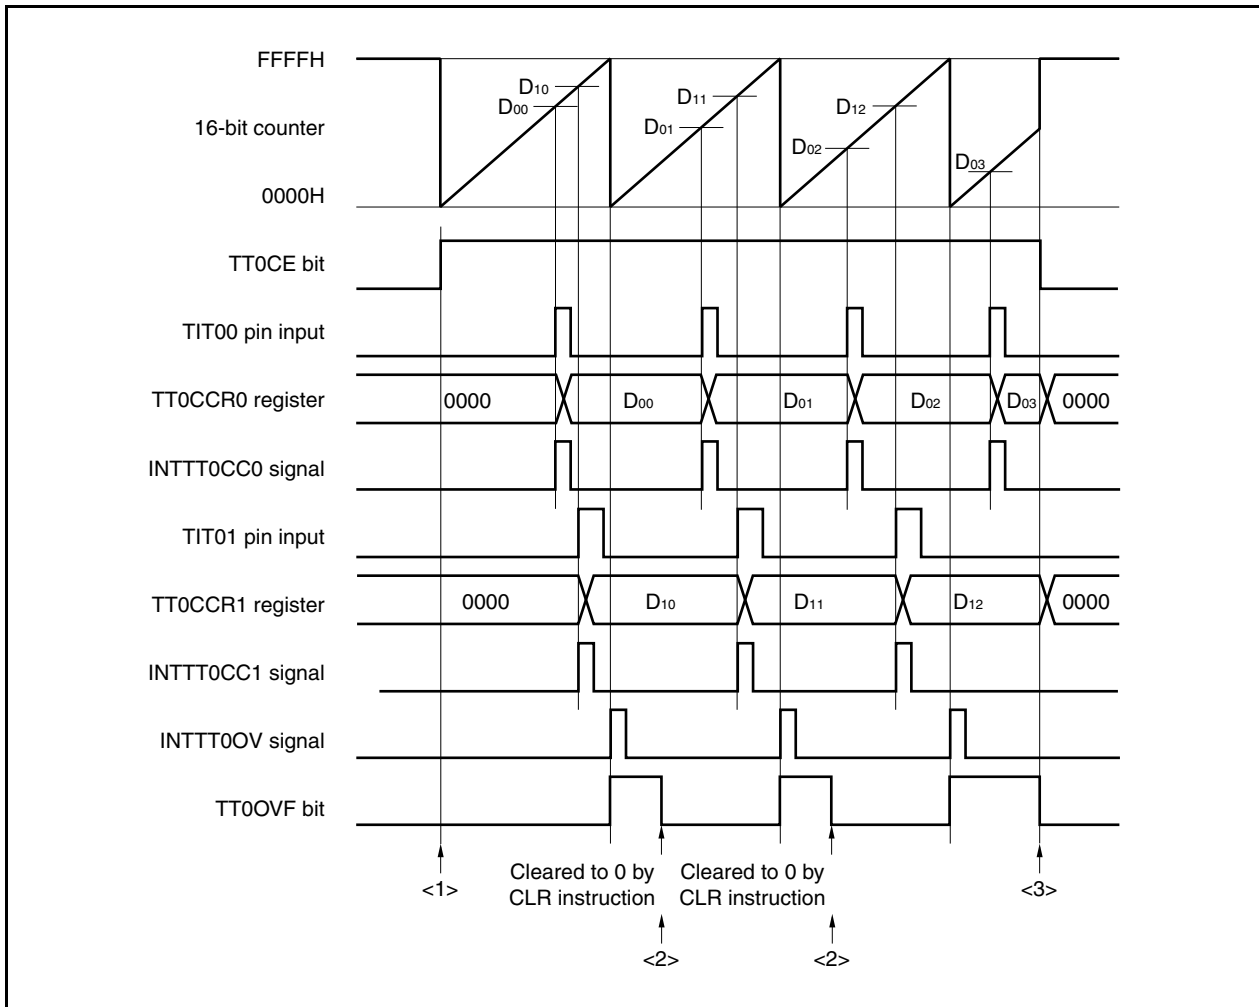 FFFFH
D10
D00
D11
D12
16-bit counter
D01
D02
D03
0000H
TT0CE bit
TIT00 pin input
TT0CCR0 register
0000 D00 D01 D02 D03 0000
INTTT0CC0 signal
TIT01 pin input
TT0CCR1 register
0000 D10 D11 D12 0000
INTTT0CC1 signal
INTTT0OV signal
TT0OVF bit
Cleared to 0 by
CLR instruction
Cleared to 0 by
CLR instruction
<1>
<3>
<2>
<2>